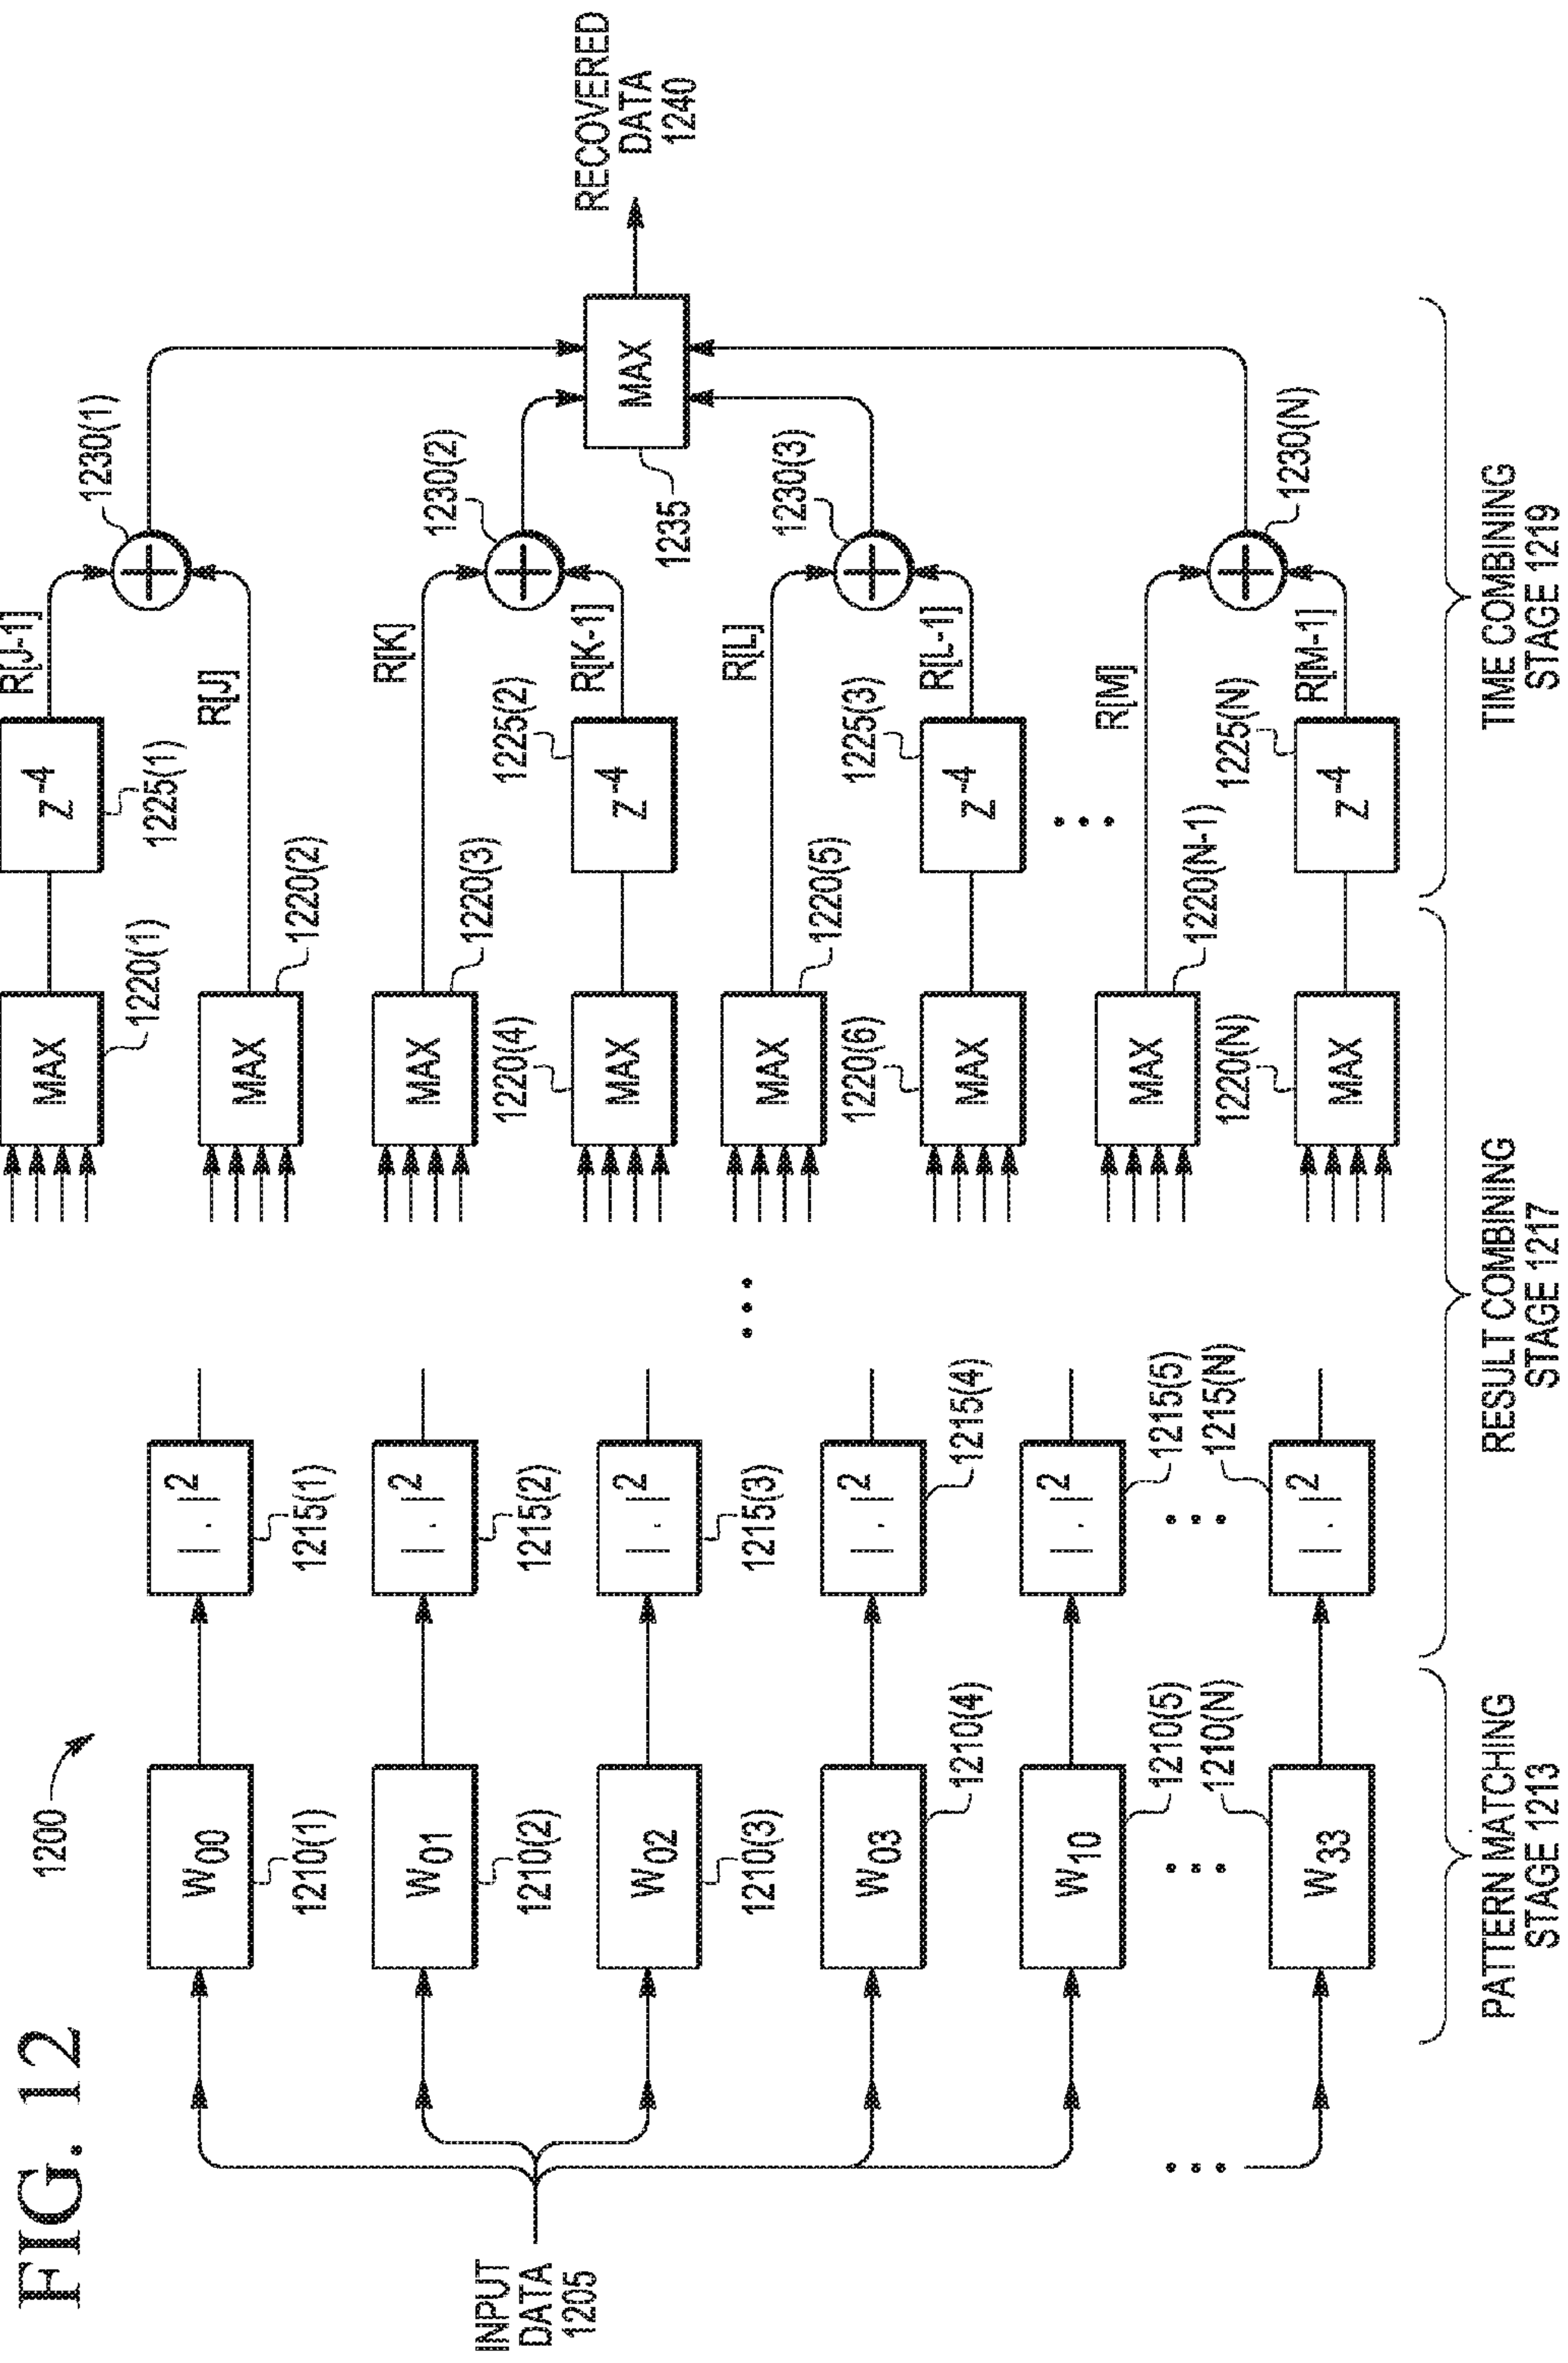 FIG. 12
1200
INPUT
DATA
1205
W00
1210(1)
W01
1210(2)
W02
1210(3)
W03
1210(4)
W10
1210(5)
1210(N)
W33
| . |2
1215(1)
| . |2
1215(2)
| . |2
1215(3)
| . |2
1215(4)
| . |2
1215(5)
1215(N)
| . |2
MAX
1220(1)
MAX
1220(2)
MAX
1220(3)
1220(4)
MAX
MAX
1220(5)
1220(6)
MAX
MAX
1220(N-1)
1220(N)
MAX
Z-4
1225(1)
1225(2)
Z-4
1225(3)
Z-4
1225(N)
Z-4
R[J-1]
R[J]
R[K]
R[K-1]
R[L]
R[L-1]
R[M]
R[M-1]
1230(1)
1230(2)
1230(3)
1230(N)
MAX
1235
RECOVERED
DATA
1240
PATTERN MATCHING
STAGE 1213
RESULT COMBINING
STAGE 1217
TIME COMBINING
STAGE 1219